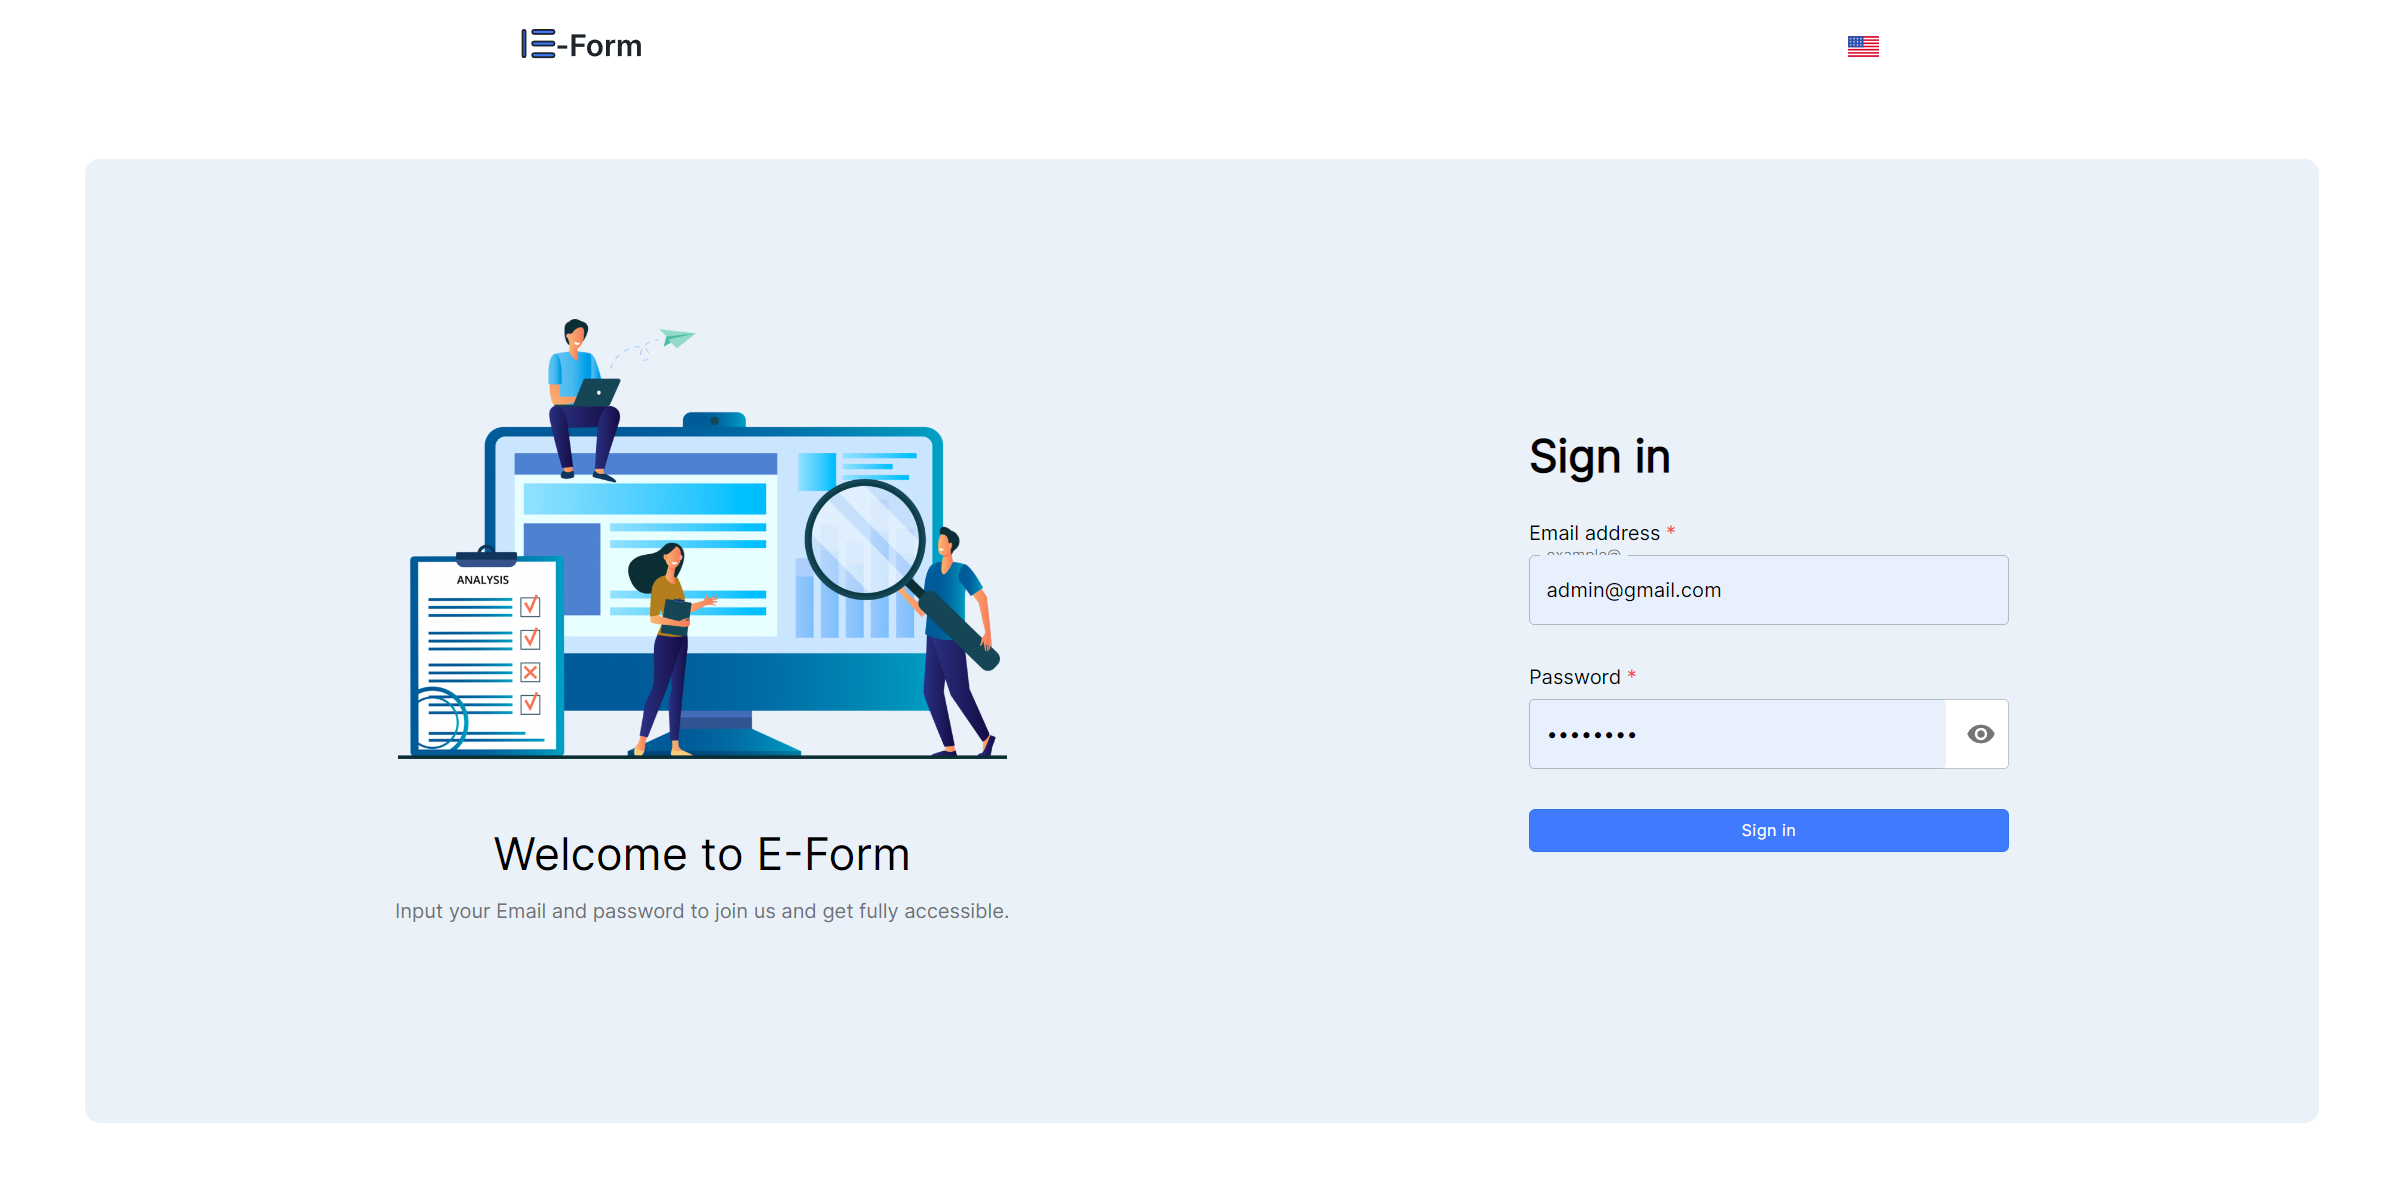 E-Form
ANALYSIS
Welcome to E-Form
Input your Email and password to join us and get fully accessible.
Sign in
Email address *
example@
admin@gmail.com
Password *
••••••••
Sign in